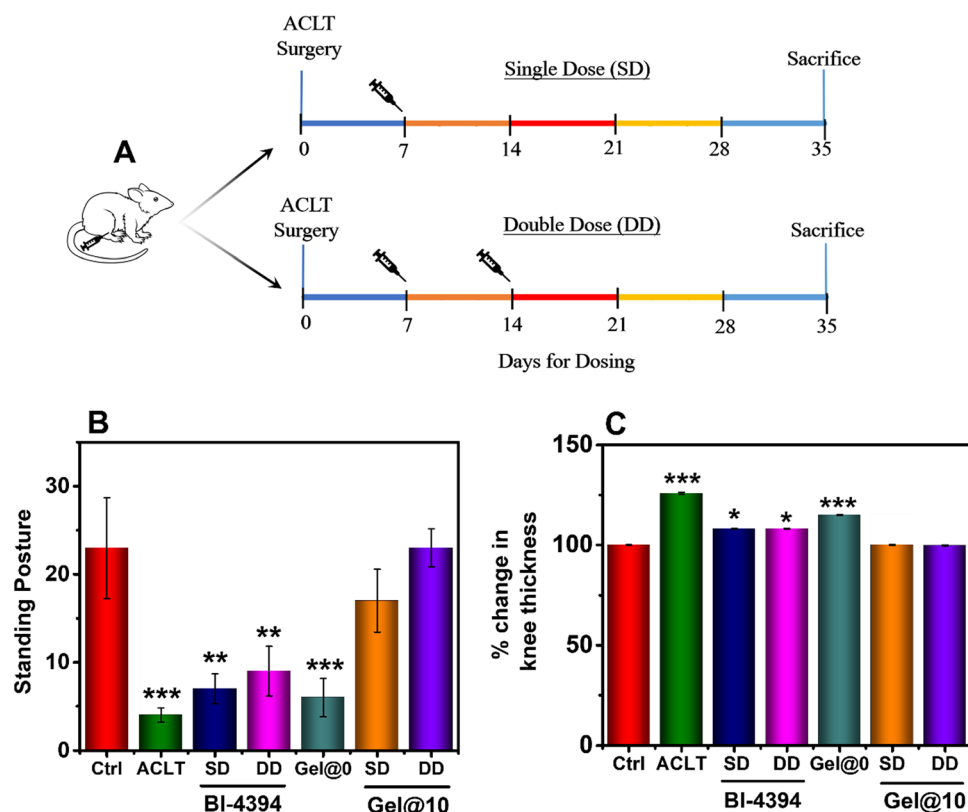 ACLT
Surgery
Single Dose (SD)
Sacrifice
0 7 14 21 28 35
A
ACLT
Surgery
Double Dose (DD)
Sacrifice
0 7 14 21 28 35
Days for Dosing
B
Standing Posture
30
20
10
0
*** ** ** ***
Ctrl ACLT SD DD Gel@0 SD DD
BI-4394 Gel@10
C
% change in
knee thickness
150
100
50
0
*** * * ***
Ctrl ACLT SD DD Gel@0 SD DD
BI-4394 Gel@10